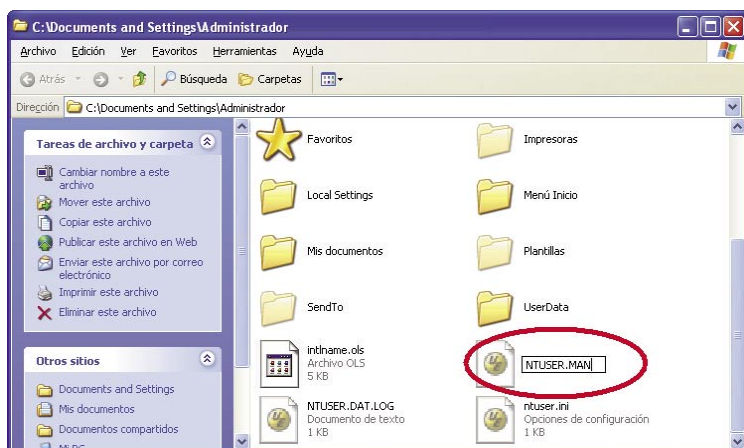 C:\Documents and Settings\Administrador
Archivo Edición Ver Favoritos Herramientas Ayuda
Atrás Búsqueda Carpetas
Dirección C:\Documents and Settings\Administrador
Tareas de archivo y carpeta
Cambiar nombre a este archivo
Mover este archivo
Copiar este archivo
Publicar este archivo en Web
Enviar este archivo por correo electrónico
Imprimir este archivo
Eliminar este archivo
Otros sitios
Documents and Settings
Mis documentos
Documentos compartidos
Mi PC
Favoritos
Impresoras
Local Settings
Menú Inicio
Mis documentos
Plantillas
SendTo
UserData
intlname.ols
Archivo OLS
5 KB
NTUSER.MAN
NTUSER.DAT.LOG
Documento de texto
1 KB
ntuser.ini
Opciones de configuración
1 KB